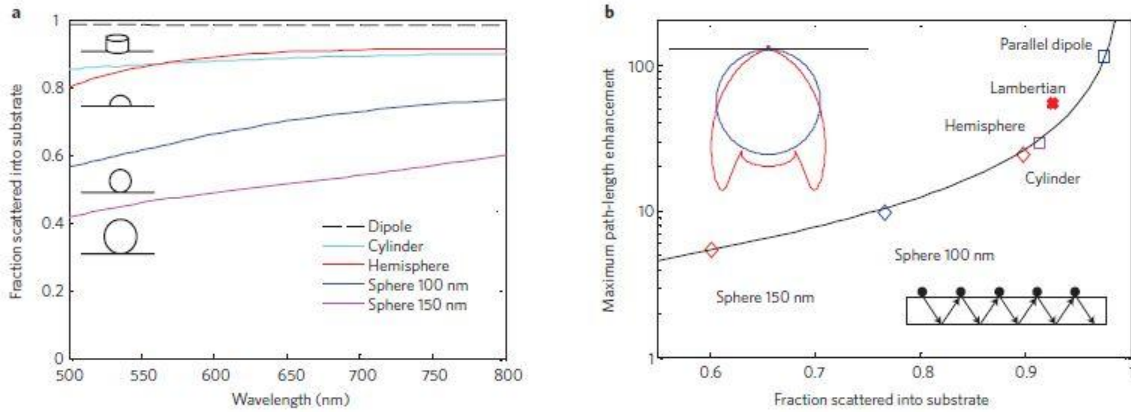 a
Fraction scattered into substrate
1
0.8
0.6
0.4
0.2
0
500
550
600
650
700
750
800
Wavelength (nm)
Dipole
Cylinder
Hemisphere
Sphere 100 nm
Sphere 150 nm
b
Maximum path-length enhancement
100
10
1
0.6
0.7
0.8
0.9
1
Fraction scattered into substrate
Parallel dipole
Lambertian
Hemisphere
Cylinder
Sphere 100 nm
Sphere 150 nm